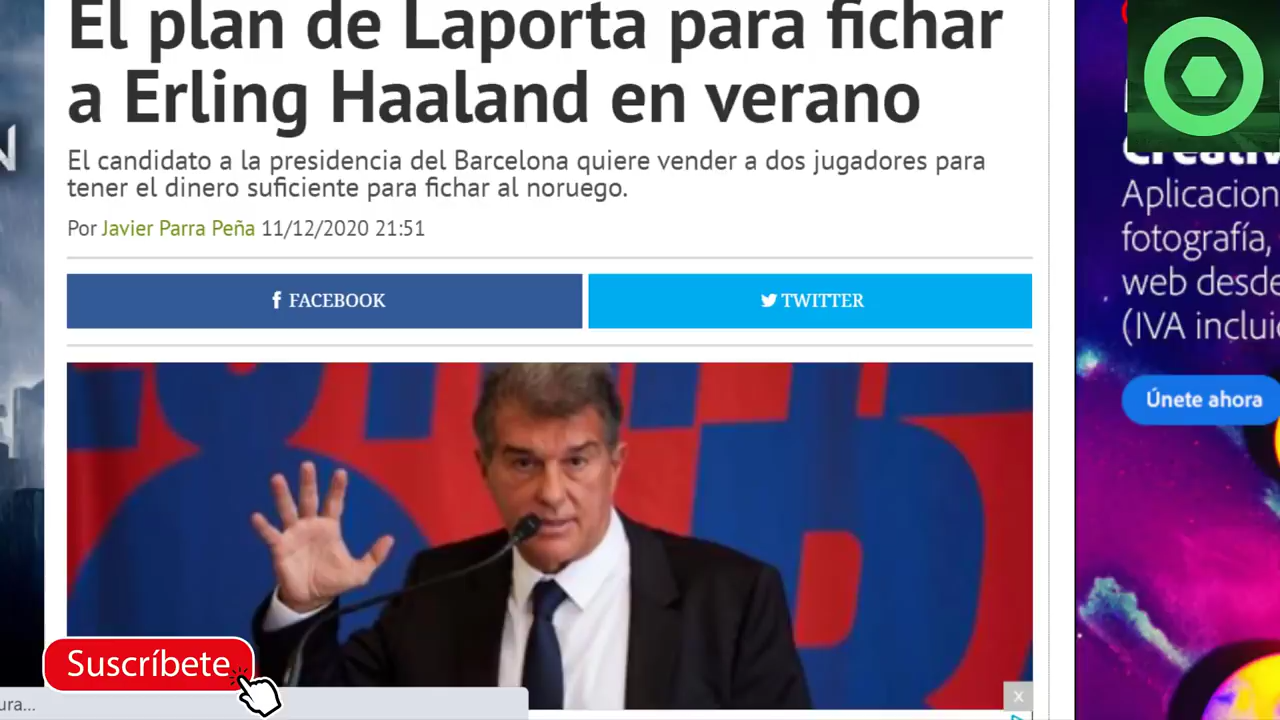 El plan de Laporta para fichar
a Erling Haaland en verano
El candidato a la presidencia del Barcelona quiere vender a dos jugadores para
tener el dinero suficiente para fichar al noruego.
Por Javier Parra Peña 11/12/2020 21:51
f FACEBOOK
TWITTER
Aplicacion
fotografía,
web desde
(IVA incluid
Únete ahora
Suscríbete
ura...
X